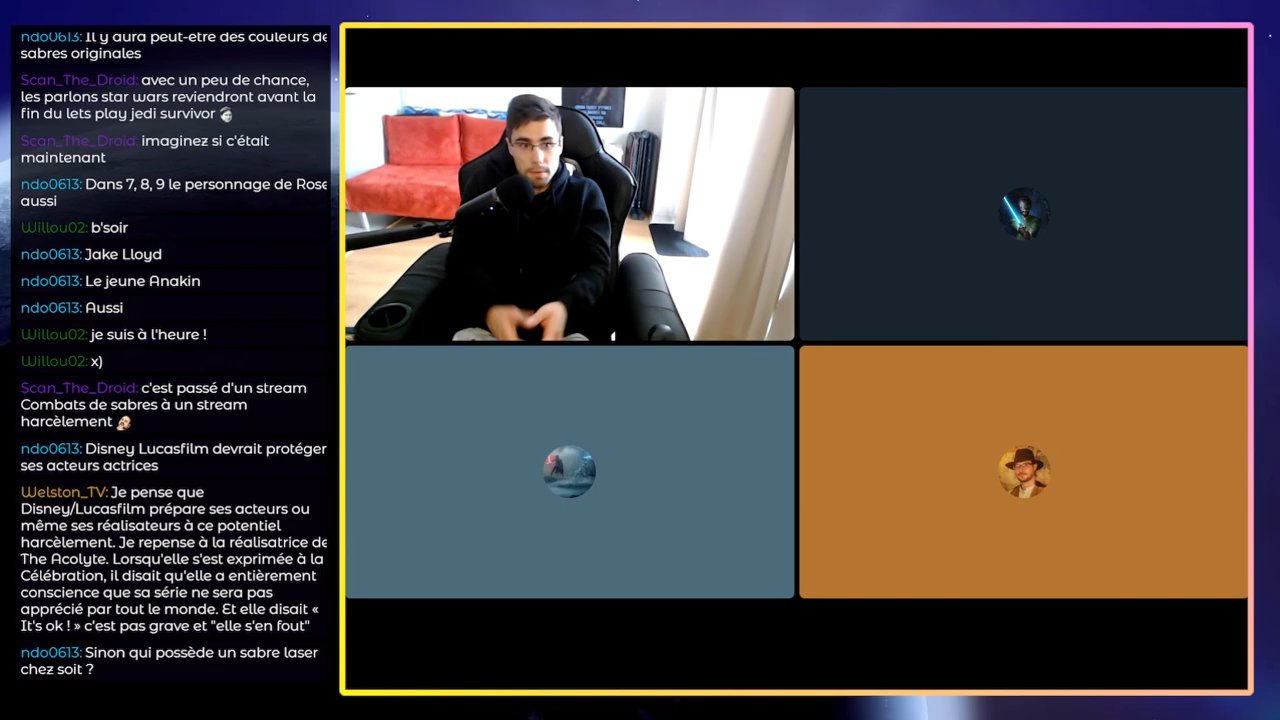 ndo0613: Il y aura peut-etre des couleurs de
sabres originales
Scan_The_Droid: avec un peu de chance,
les parlons star wars reviendront avant la
fin du lets play jedi survivor
Scan_The_Droid: imaginez si c'était
maintenant
ndo0613: Dans 7, 8, 9 le personnage de Rose
aussi
Willou02: b'soir
ndo0613: Jake Lloyd
ndo0613: Le jeune Anakin
ndo0613: Aussi
Willou02: je suis à l'heure !
Willou02: x)
Scan_The_Droid: c'est passé d'un stream
Combats de sabres à un stream
harcèlement
ndo0613: Disney Lucasfilm devrait protéger
ses acteurs actrices
Welston_TV: Je pense que
Disney/Lucasfilm prépare ses acteurs ou
même ses réalisateurs à ce potentiel
harcèlement. Je repense à la réalisatrice de
The Acolyte. Lorsqu'elle s'est exprimée à la
Célébration, il disait qu'elle a entièrement
conscience que sa série ne sera pas
apprécié par tout le monde. Et elle disait «
It's ok ! » c'est pas grave et "elle s'en fout"
ndo0613: Sinon qui possède un sabre laser
chez soit ?